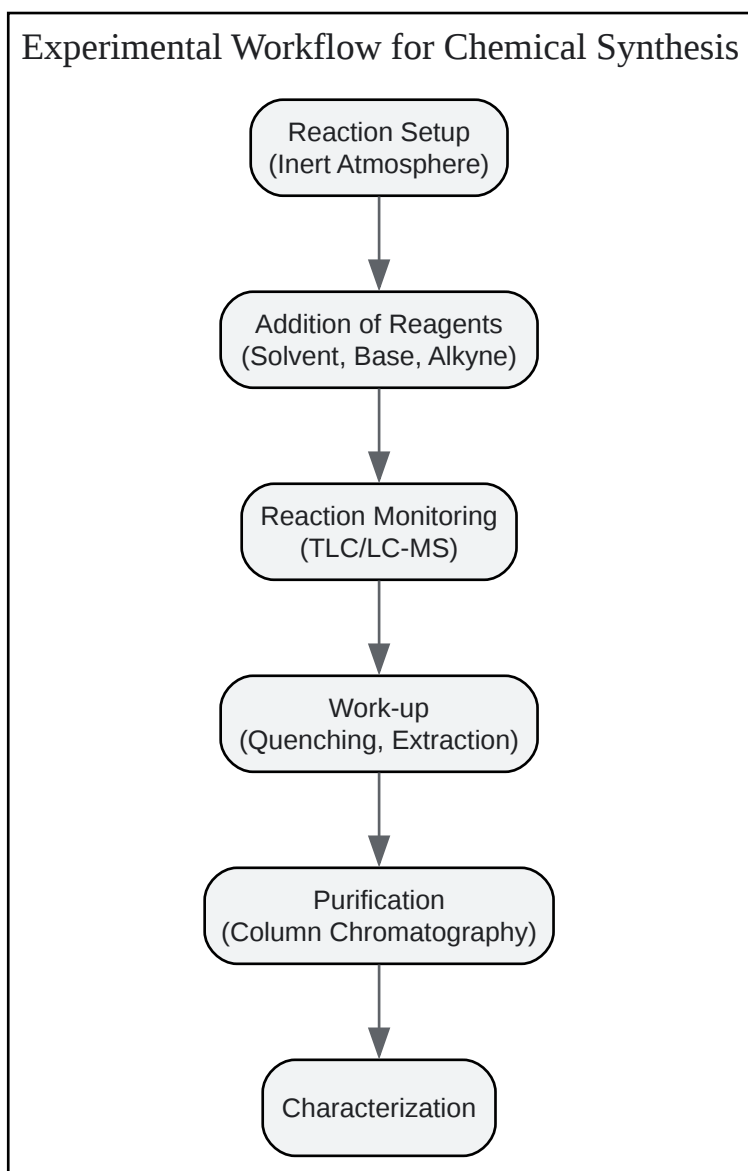 Experimental Workflow for Chemical Synthesis
Reaction Setup
(Inert Atmosphere)
Addition of Reagents
(Solvent, Base, Alkyne)
Reaction Monitoring
(TLC/LC-MS)
Work-up
(Quenching, Extraction)
Purification
(Column Chromatography)
Characterization